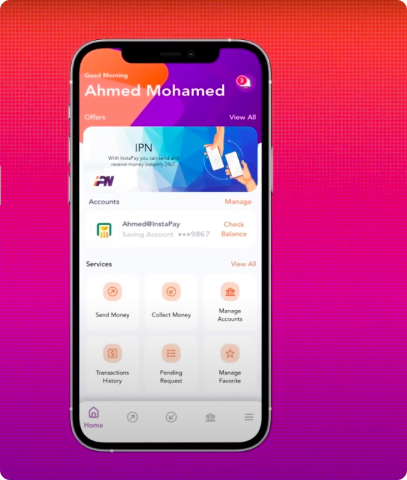 Good Morning
Ahmed Mohamed
3
Offers
View All
IPN
With InstaPay you can send and
receive money instantly 24x7.
IPN
Accounts
Manage
Ahmed@InstaPay
Saving Account •••9867
Check
Balance
Services
View All
Send Money
Collect Money
Manage
Accounts
Transactions
History
Pending
Request
Manage
Favorite
Home